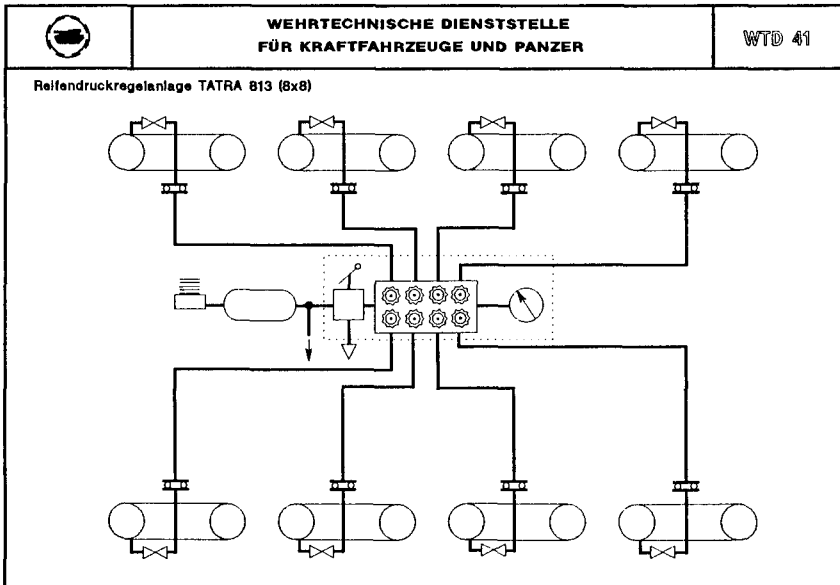 WEHRTECHNISCHE DIENSTSTELLE
FÜR KRAFTFAHRZEUGE UND PANZER
WTD 41
Reifendruckregelanlage TATRA 813 (8x8)